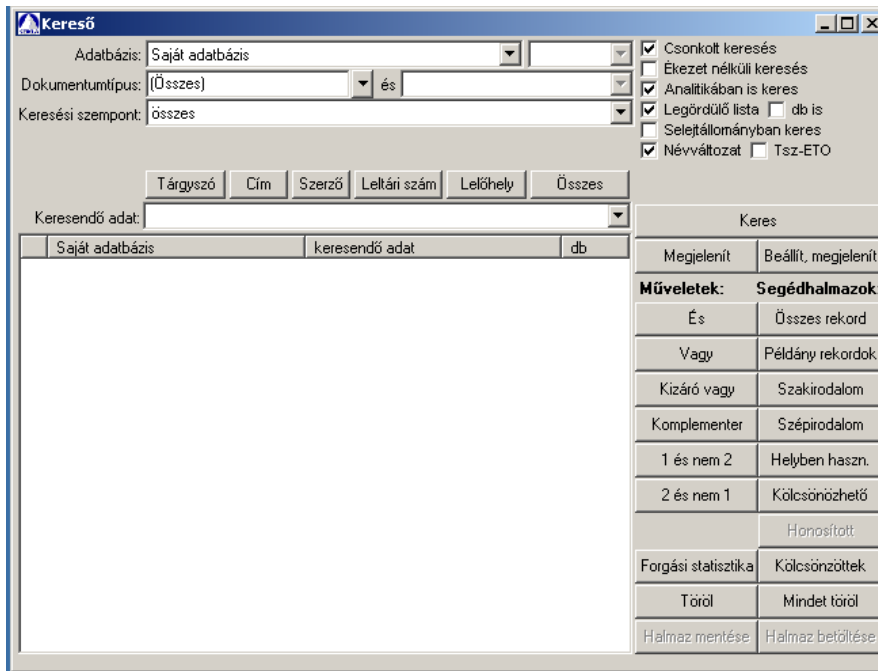 Kereső
Adatbázis: Saját adatbázis
Dokumentumtípus: (Összes) és
Keresési szempont: összes
Csonkolt keresés
Ékezet nélküli keresés
Analitikában is keres
Legördülő lista db is
Selejtállományban keres
Névváltozat Tsz-ETO
Tárgyszó Cím Szerző Leltári szám Lelőhely Összes
Keresendő adat:
Keres
Saját adatbázis keresendő adat db
Megjelenít Beállít, megjelenít
Műveletek: Segédhalmazok
És Összes rekord
Vagy Példány rekordok
Kizáró vagy Szakirodalom
Komplementer Szépirodalom
1 és nem 2 Helyben haszn.
2 és nem 1 Kölcsönözhető
Honosított
Forgási statisztika Kölcsönzöttek
Töröl Mindet töröl
Halmaz mentése Halmaz betöltése